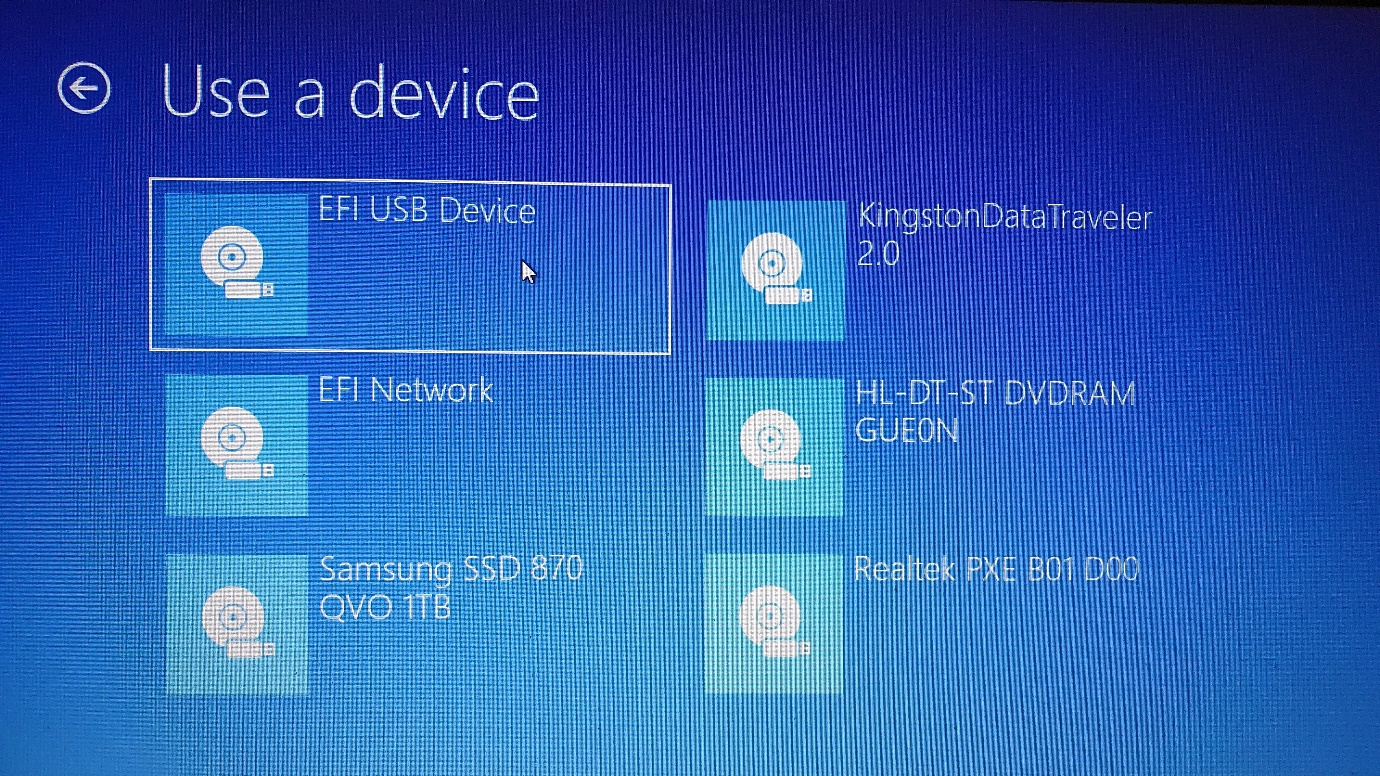 Use a device
EFI USB Device
KingstonDataTraveler
2.0
EFI Network
HL-DT-ST DVDRAM
GUE0N
Samsung SSD 870
QVO 1TB
Realtek PXE B01 D00